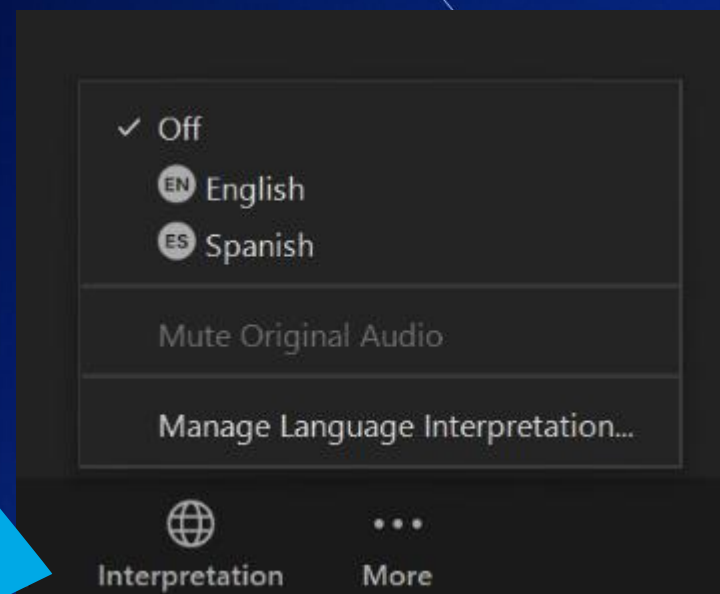 Off
EN English
ES Spanish
Mute Original Audio
Manage Language Interpretation...
Interpretation More